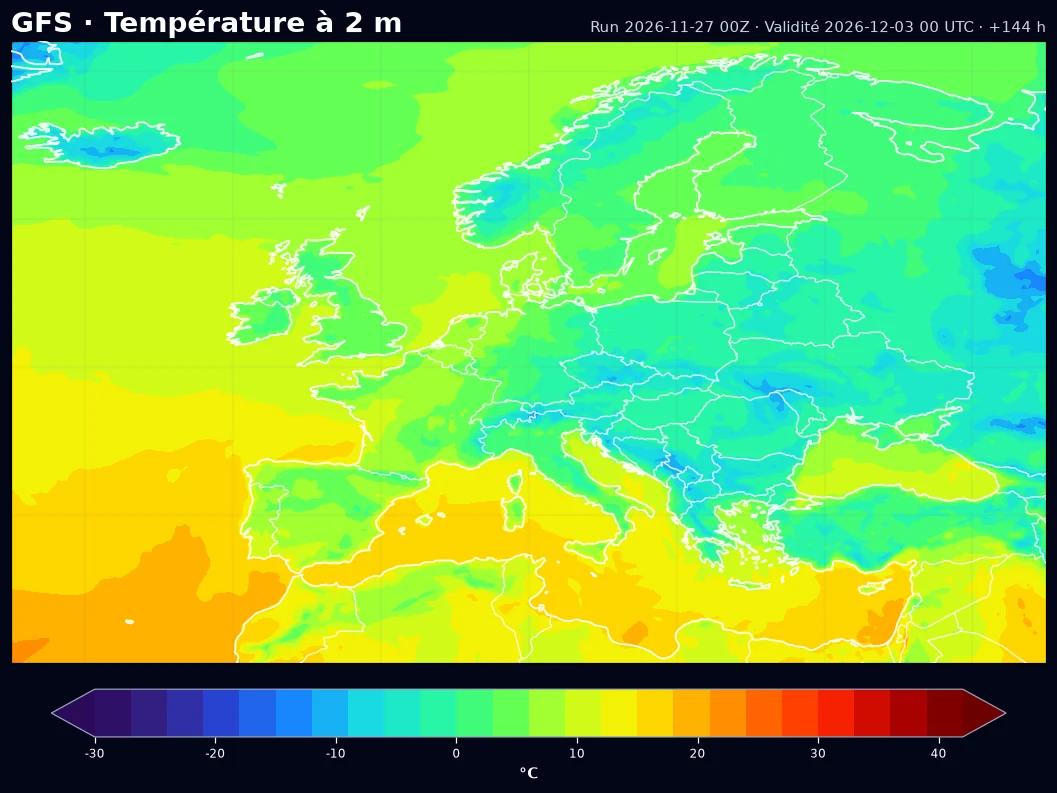 GFS · Température à 2 m
Run 2026-11-27 00Z · Validité 2026-12-03 00 UTC · +144 h
-30 -20 -10 0 10 20 30 40
°C